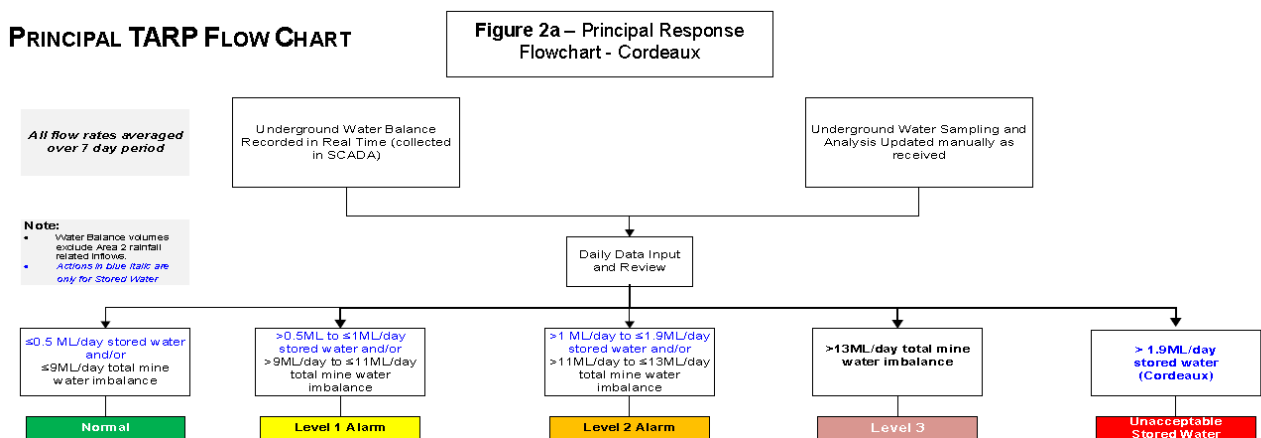 PRINCIPAL TARP FLOW CHART
Figure 2a – Principal Response
Flowchart - Cordeaux
All flow rates averaged
over 7 day period
Underground Water Balance
Recorded in Real Time (collected
in SCADA)
Underground Water Sampling and
Analysis Updated manually as
received
Note:
• Water Balance volumes
exclude Area 2 rainfall
related inflows.
• Actions in blue italic are
only for Stored Water
Daily Data Input
and Review
≤0.5 ML/day stored water
and/or
≤9ML/day total mine
water imbalance
>0.5ML to ≤1ML/day
stored water and/or
>9ML/day to ≤11ML/day
total mine water
imbalance
>1 ML/day to ≤1.9ML/day
stored water and/or
>11ML/day to ≤13ML/day
total mine water
imbalance
>13ML/day total mine
water imbalance
> 1.9ML/day
stored water
(Cordeaux)
Normal
Level 1 Alarm
Level 2 Alarm
Level 3
Unacceptable
Stored Water